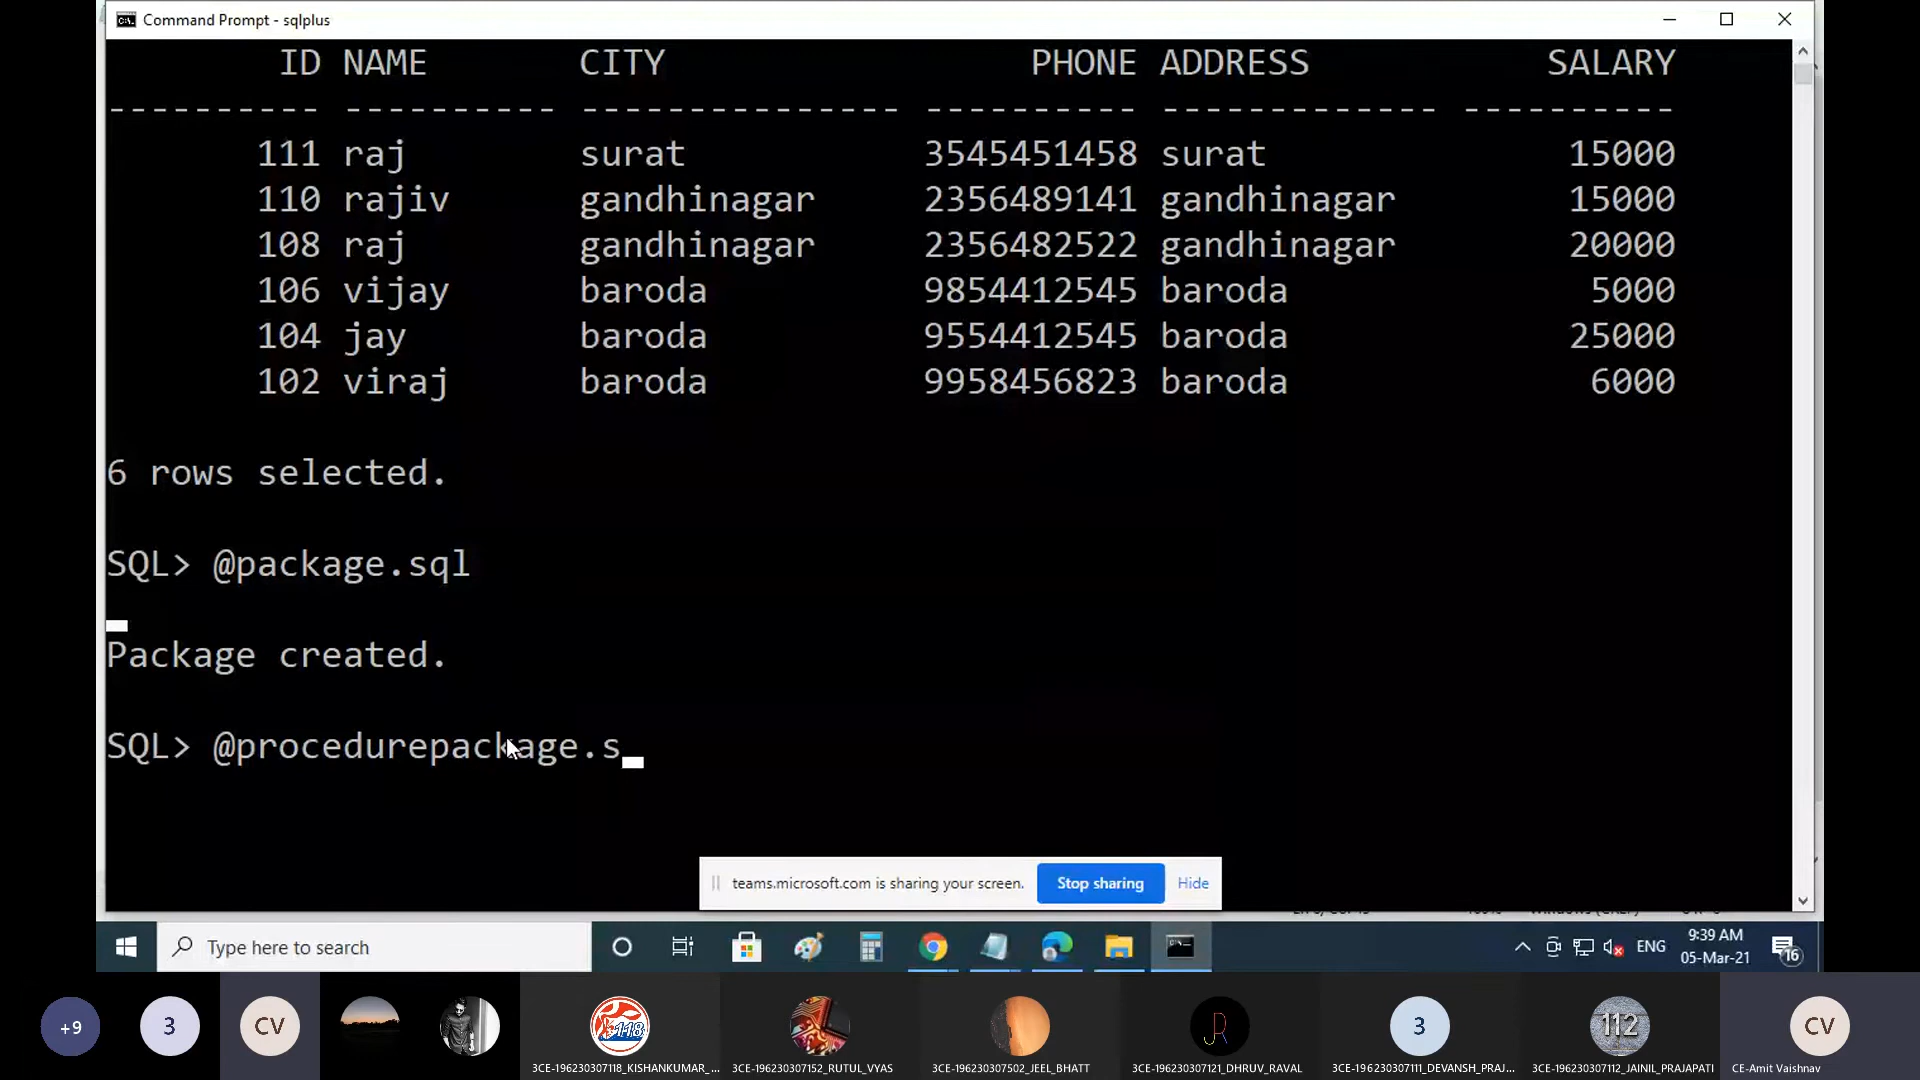 Command Prompt - sqlplus
ID NAME CITY PHONE ADDRESS SALARY
---------- ---------- --------------- ---------- ------------- ----------
111 raj surat 3545451458 surat 15000
110 rajiv gandhinagar 2356489141 gandhinagar 15000
108 raj gandhinagar 2356482522 gandhinagar 20000
106 vijay baroda 9854412545 baroda 5000
104 jay baroda 9554412545 baroda 25000
102 viraj baroda 9958456823 baroda 6000
6 rows selected.
SQL> @package.sql
Package created.
SQL> @procedurepackage.s
teams.microsoft.com is sharing your screen. Stop sharing Hide
Type here to search
ENG
9:39 AM
05-Mar-21
16
+9
3
CV
118
JR
3
112
CV
3CE-196230307118_KISHANKUMAR_...
3CE-196230307152_RUTUL_VYAS
3CE-196230307502_JEEL_BHATT
3CE-196230307121_DHRUV_RAVAL
3CE-196230307111_DEVANSH_PRAJ...
3CE-196230307112_JAINIL_PRAJAPATI
CE-Amit Vaishnav